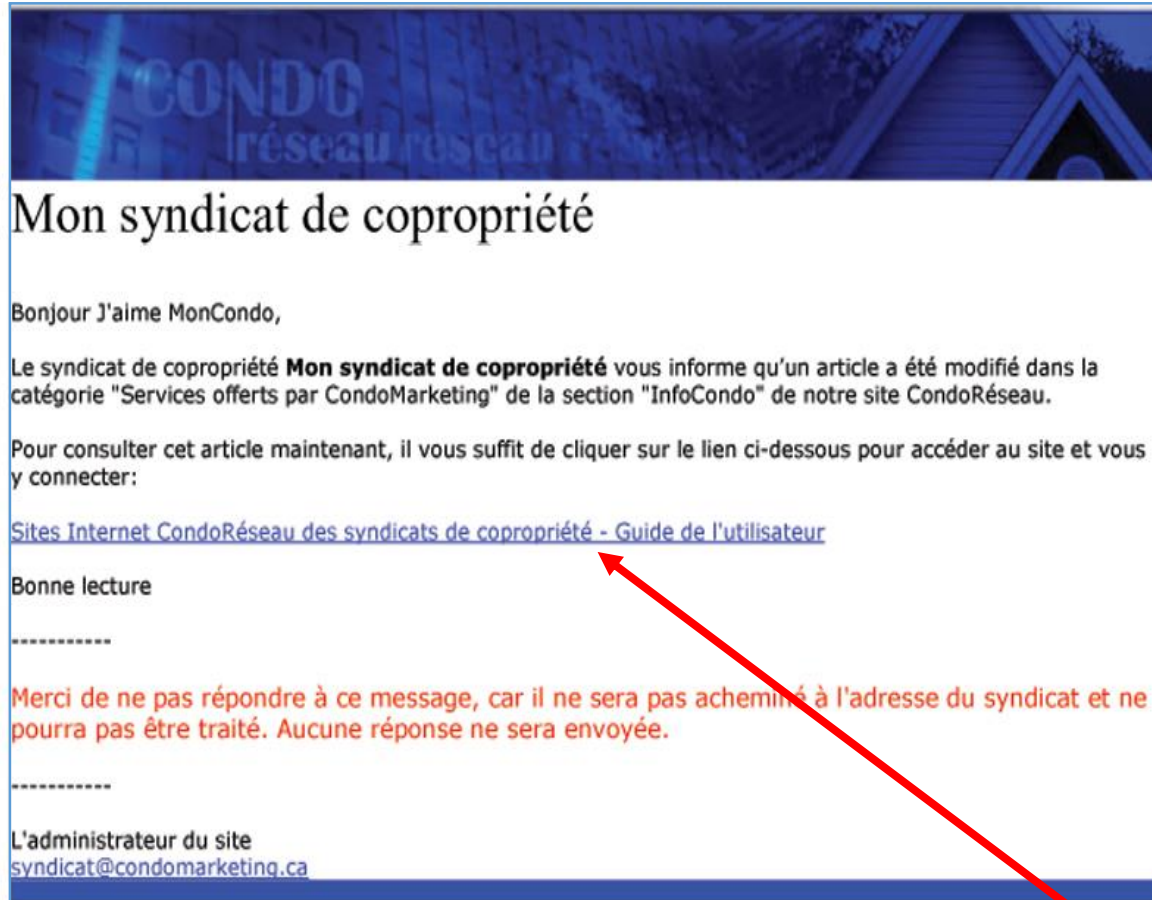 CONDO
réseau réseau réseau
Mon syndicat de copropriété
Bonjour J'aime MonCondo,
Le syndicat de copropriété Mon syndicat de copropriété vous informe qu’un article a été modifié dans la
catégorie "Services offerts par CondoMarketing" de la section "InfoCondo" de notre site CondoRéseau.
Pour consulter cet article maintenant, il vous suffit de cliquer sur le lien ci-dessous pour accéder au site et vous
y connecter:
Sites Internet CondoRéseau des syndicats de copropriété - Guide de l'utilisateur
Bonne lecture
-----------
Merci de ne pas répondre à ce message, car il ne sera pas acheminé à l'adresse du syndicat et ne
pourra pas être traité. Aucune réponse ne sera envoyée.
-----------
L'administrateur du site
syndicat@condomarketing.ca